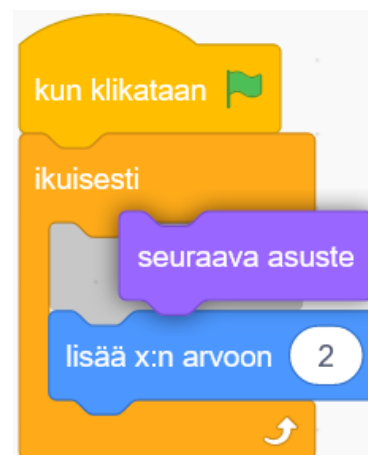 kun klikataan
ikuisesti
seuraava asuste
lisää x:n arvoon 2